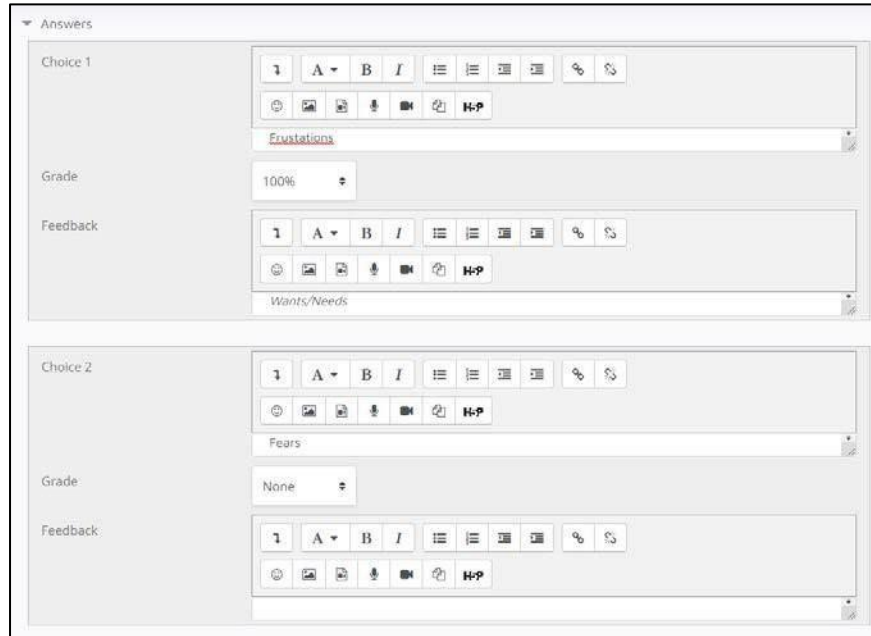 Answers
Choice 1
A B I
H-P
Frustations
Grade
100%
Feedback
A B I
H-P
Wants/Needs
Choice 2
A B I
H-P
Fears
Grade
None
Feedback
A B I
H-P